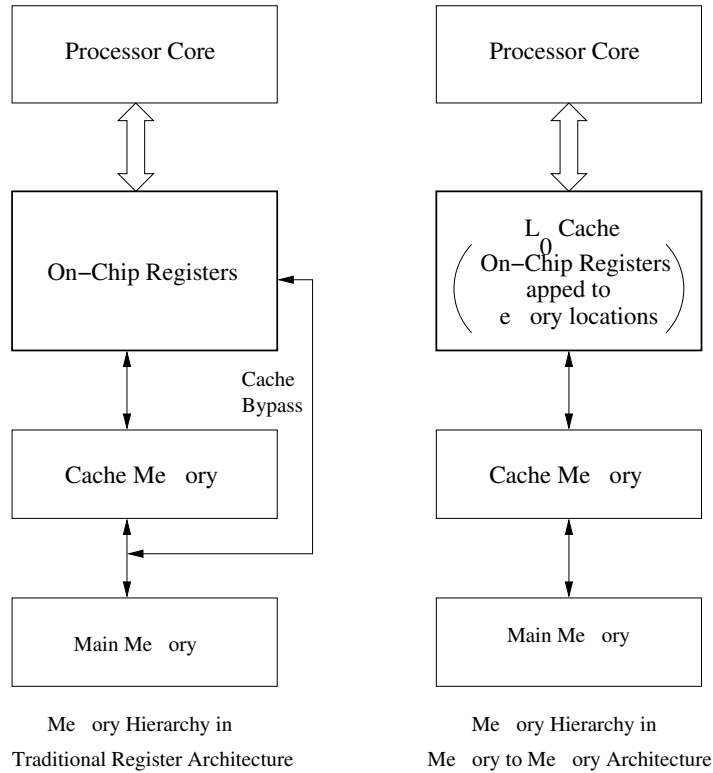 Processor Core
On−Chip Registers
Cache
Bypass
Cache Me ory
Main Me ory
Me ory Hierarchy in
Traditional Register Architecture
Processor Core
L0 Cache
On−Chip Registers
apped to
e ory locations
Cache Me ory
Main Me ory
Me ory Hierarchy in
Me ory to Me ory Architecture